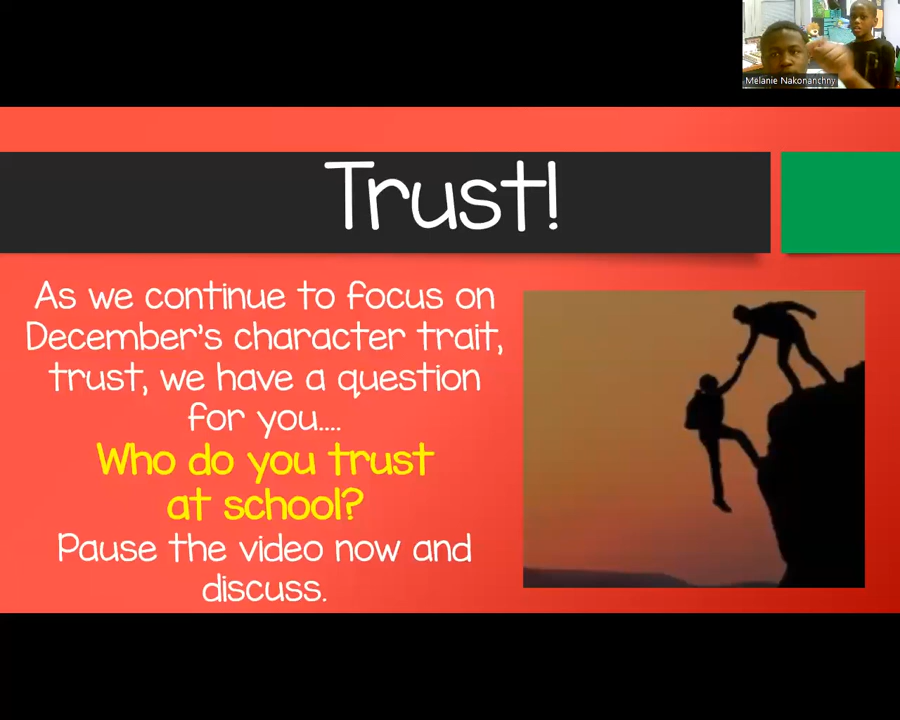 Melanie Nakonanchny
Trust!
As we continue to focus on
December's character trait,
trust, we have a question
for you....
Who do you trust
at school?
Pause the video now and
discuss.